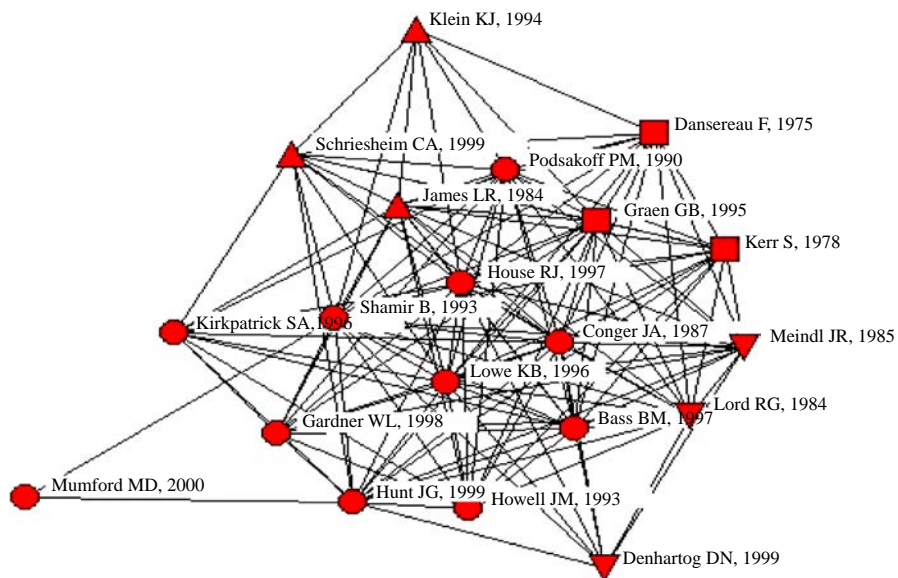 Klein KJ, 1994
Dansereau F, 1975
Schriesheim CA, 1999
Podsakoff PM, 1990
James LR, 1984
Graen GB, 1995
Kerr S, 1978
House RJ, 1997
Shamir B, 1993
Kirkpatrick SA,1996
Conger JA, 1987
Meindl JR, 1985
Lowe KB, 1996
Lord RG, 1984
Gardner WL, 1998
Bass BM, 1997
Mumford MD, 2000
Hunt JG, 1999
Howell JM, 1993
Denhartog DN, 1999